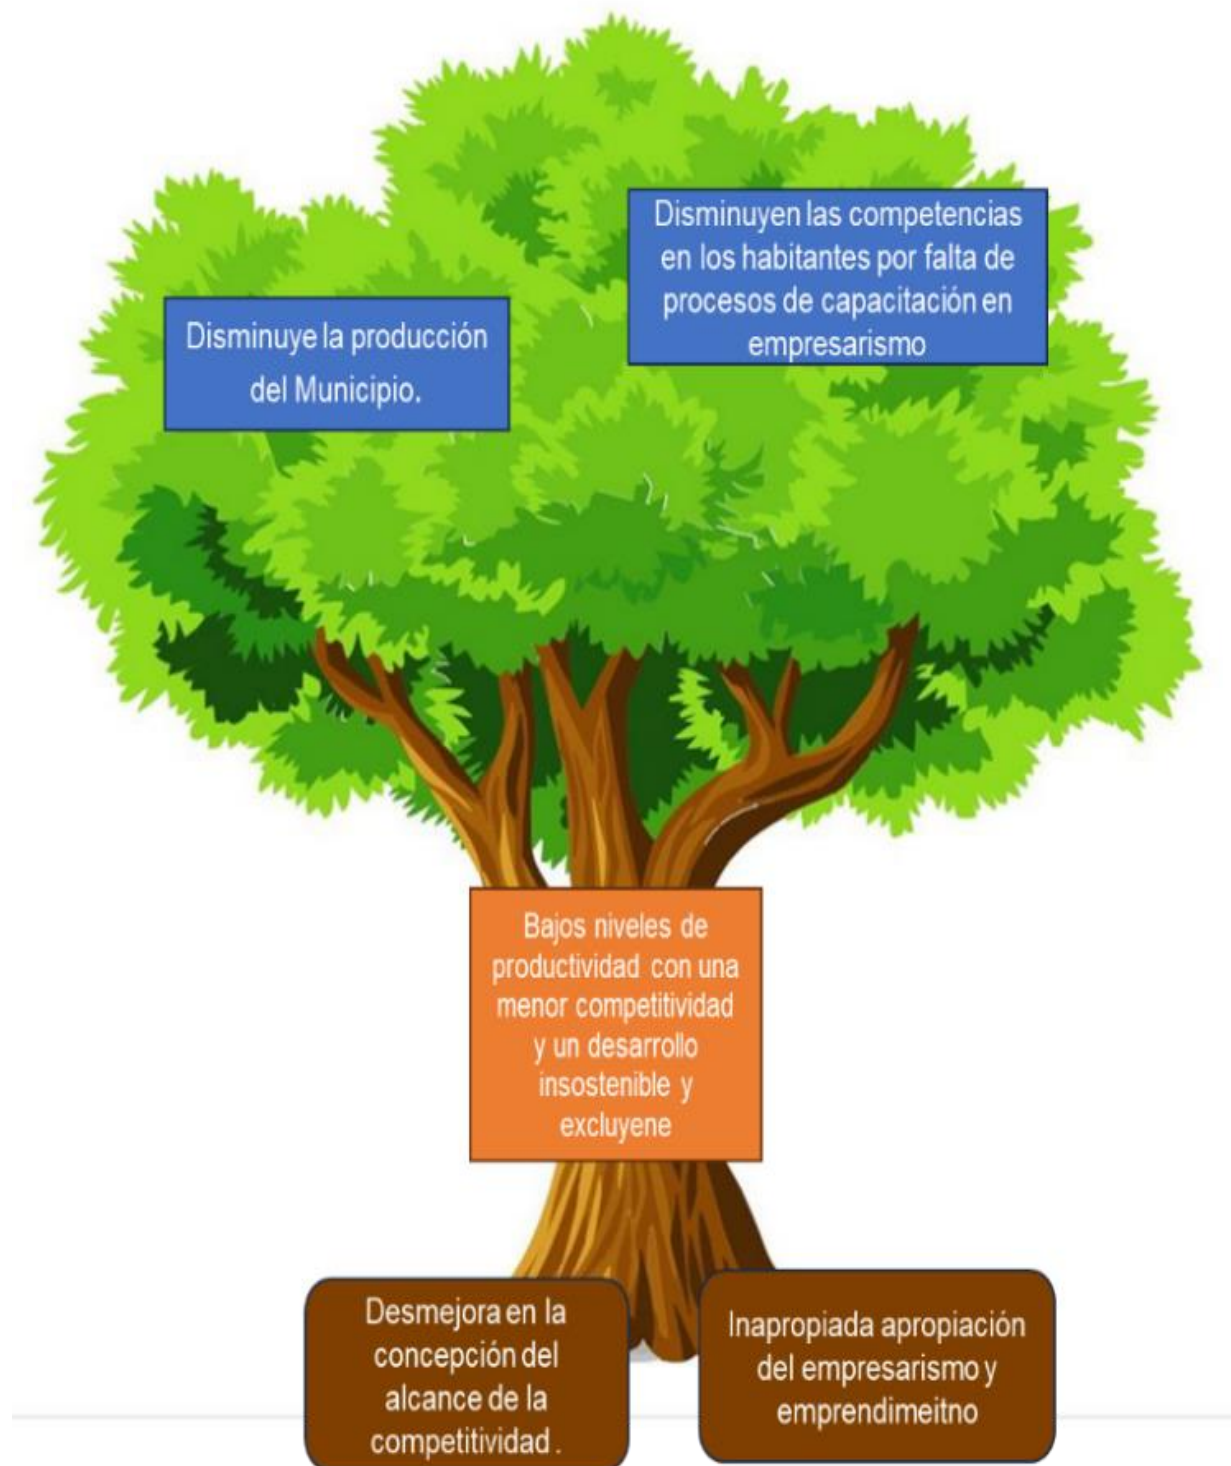 Disminuye la producción
del Municipio.
Disminuyen las competencias
en los habitantes por falta de
procesos de capacitación en
empresarismo
Bajos niveles de
productividad con una
menor competitividad
y un desarrollo
insostenible y
excluyene
Desmejora en la
concepción del
alcance de la
competitividad .
Inapropiada apropiación
del empresarismo y
emprendimeitno